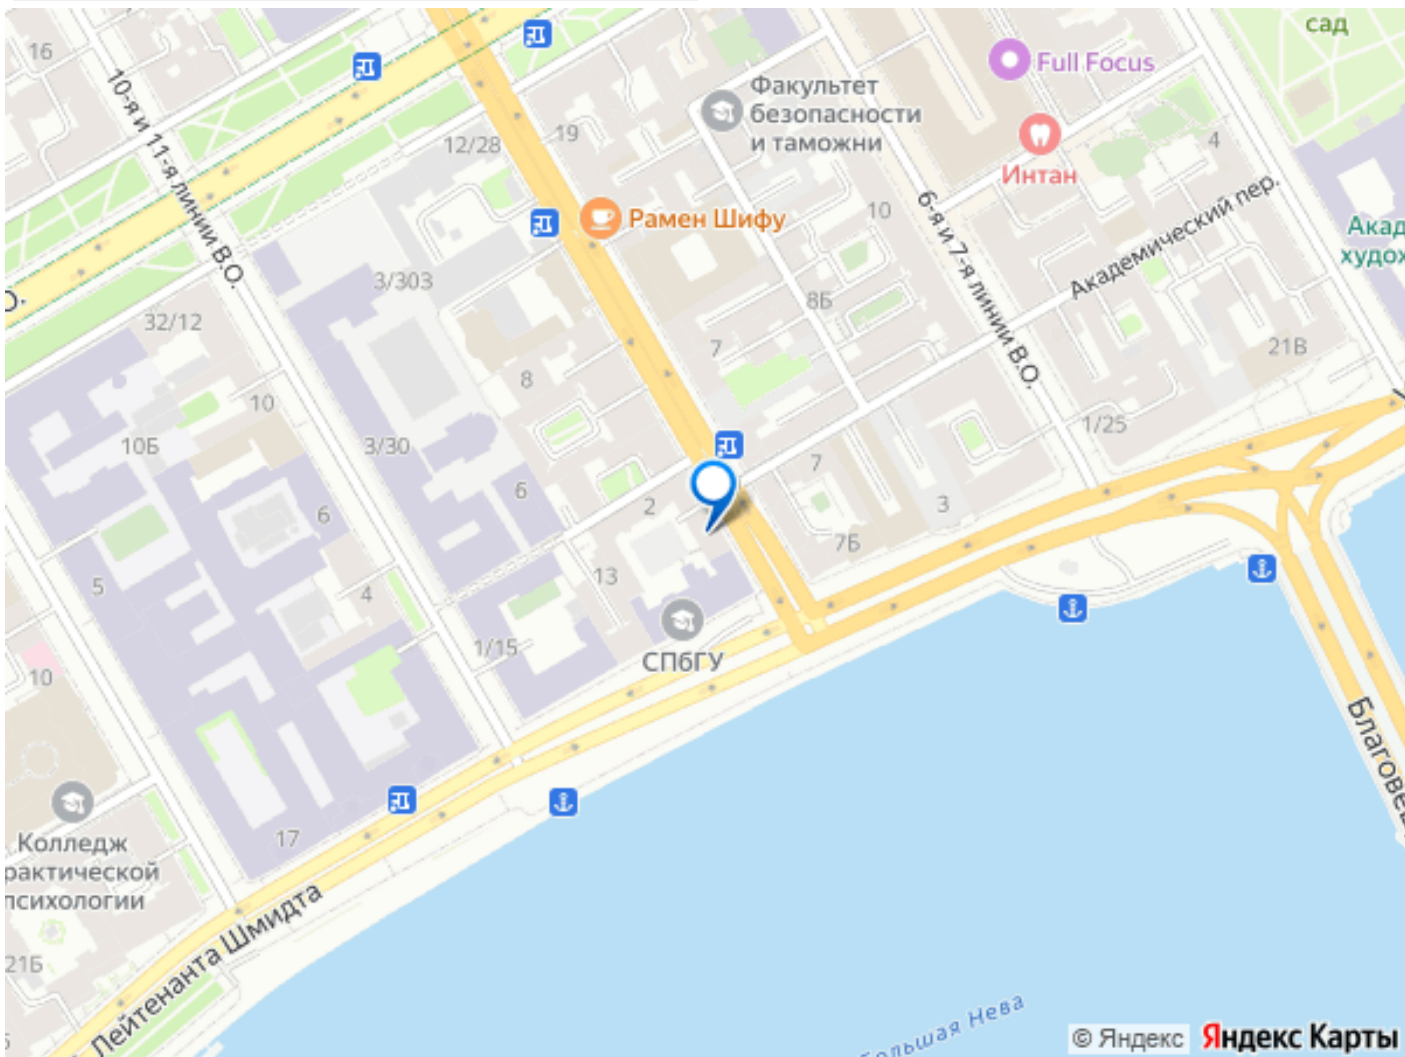 сад
16
Full Focus
Факультет
безопасности
и таможни
10-я и 11-я линии В.О.
12/28
19
4
Интан
6-я и 7-я линии В.О.
Академический пер.
10
Рамен Шифу
3/303
8Б
О.
32/12
7
21В
8
10
1/25
10Б
3/30
7
6
2
3
6
7Б
5
13
4
1/15
СПбГУ
10
17
Колледж
рактической
психологии
Лейтенанта Шмидта
21Б
Большая Нева
© Яндекс
Яндекс Карты